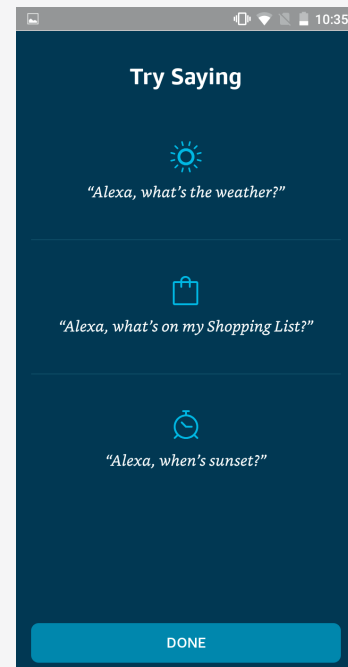 10:35
Try Saying
“Alexa, what’s the weather?”
“Alexa, what’s on my Shopping List?”
“Alexa, when’s sunset?”
DONE